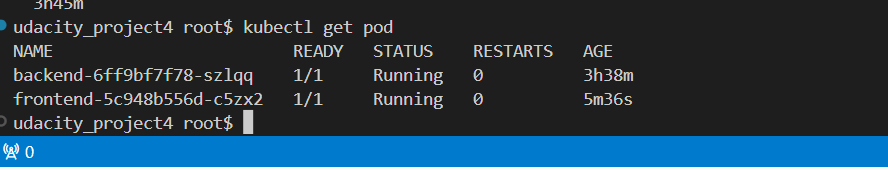 3h45m
udacity_project4 root$ kubectl get pod
NAME READY STATUS RESTARTS AGE
backend-6ff9bf7f78-szlqq 1/1 Running 0 3h38m
frontend-5c948b556d-c5zx2 1/1 Running 0 5m36s
udacity_project4 root$
0